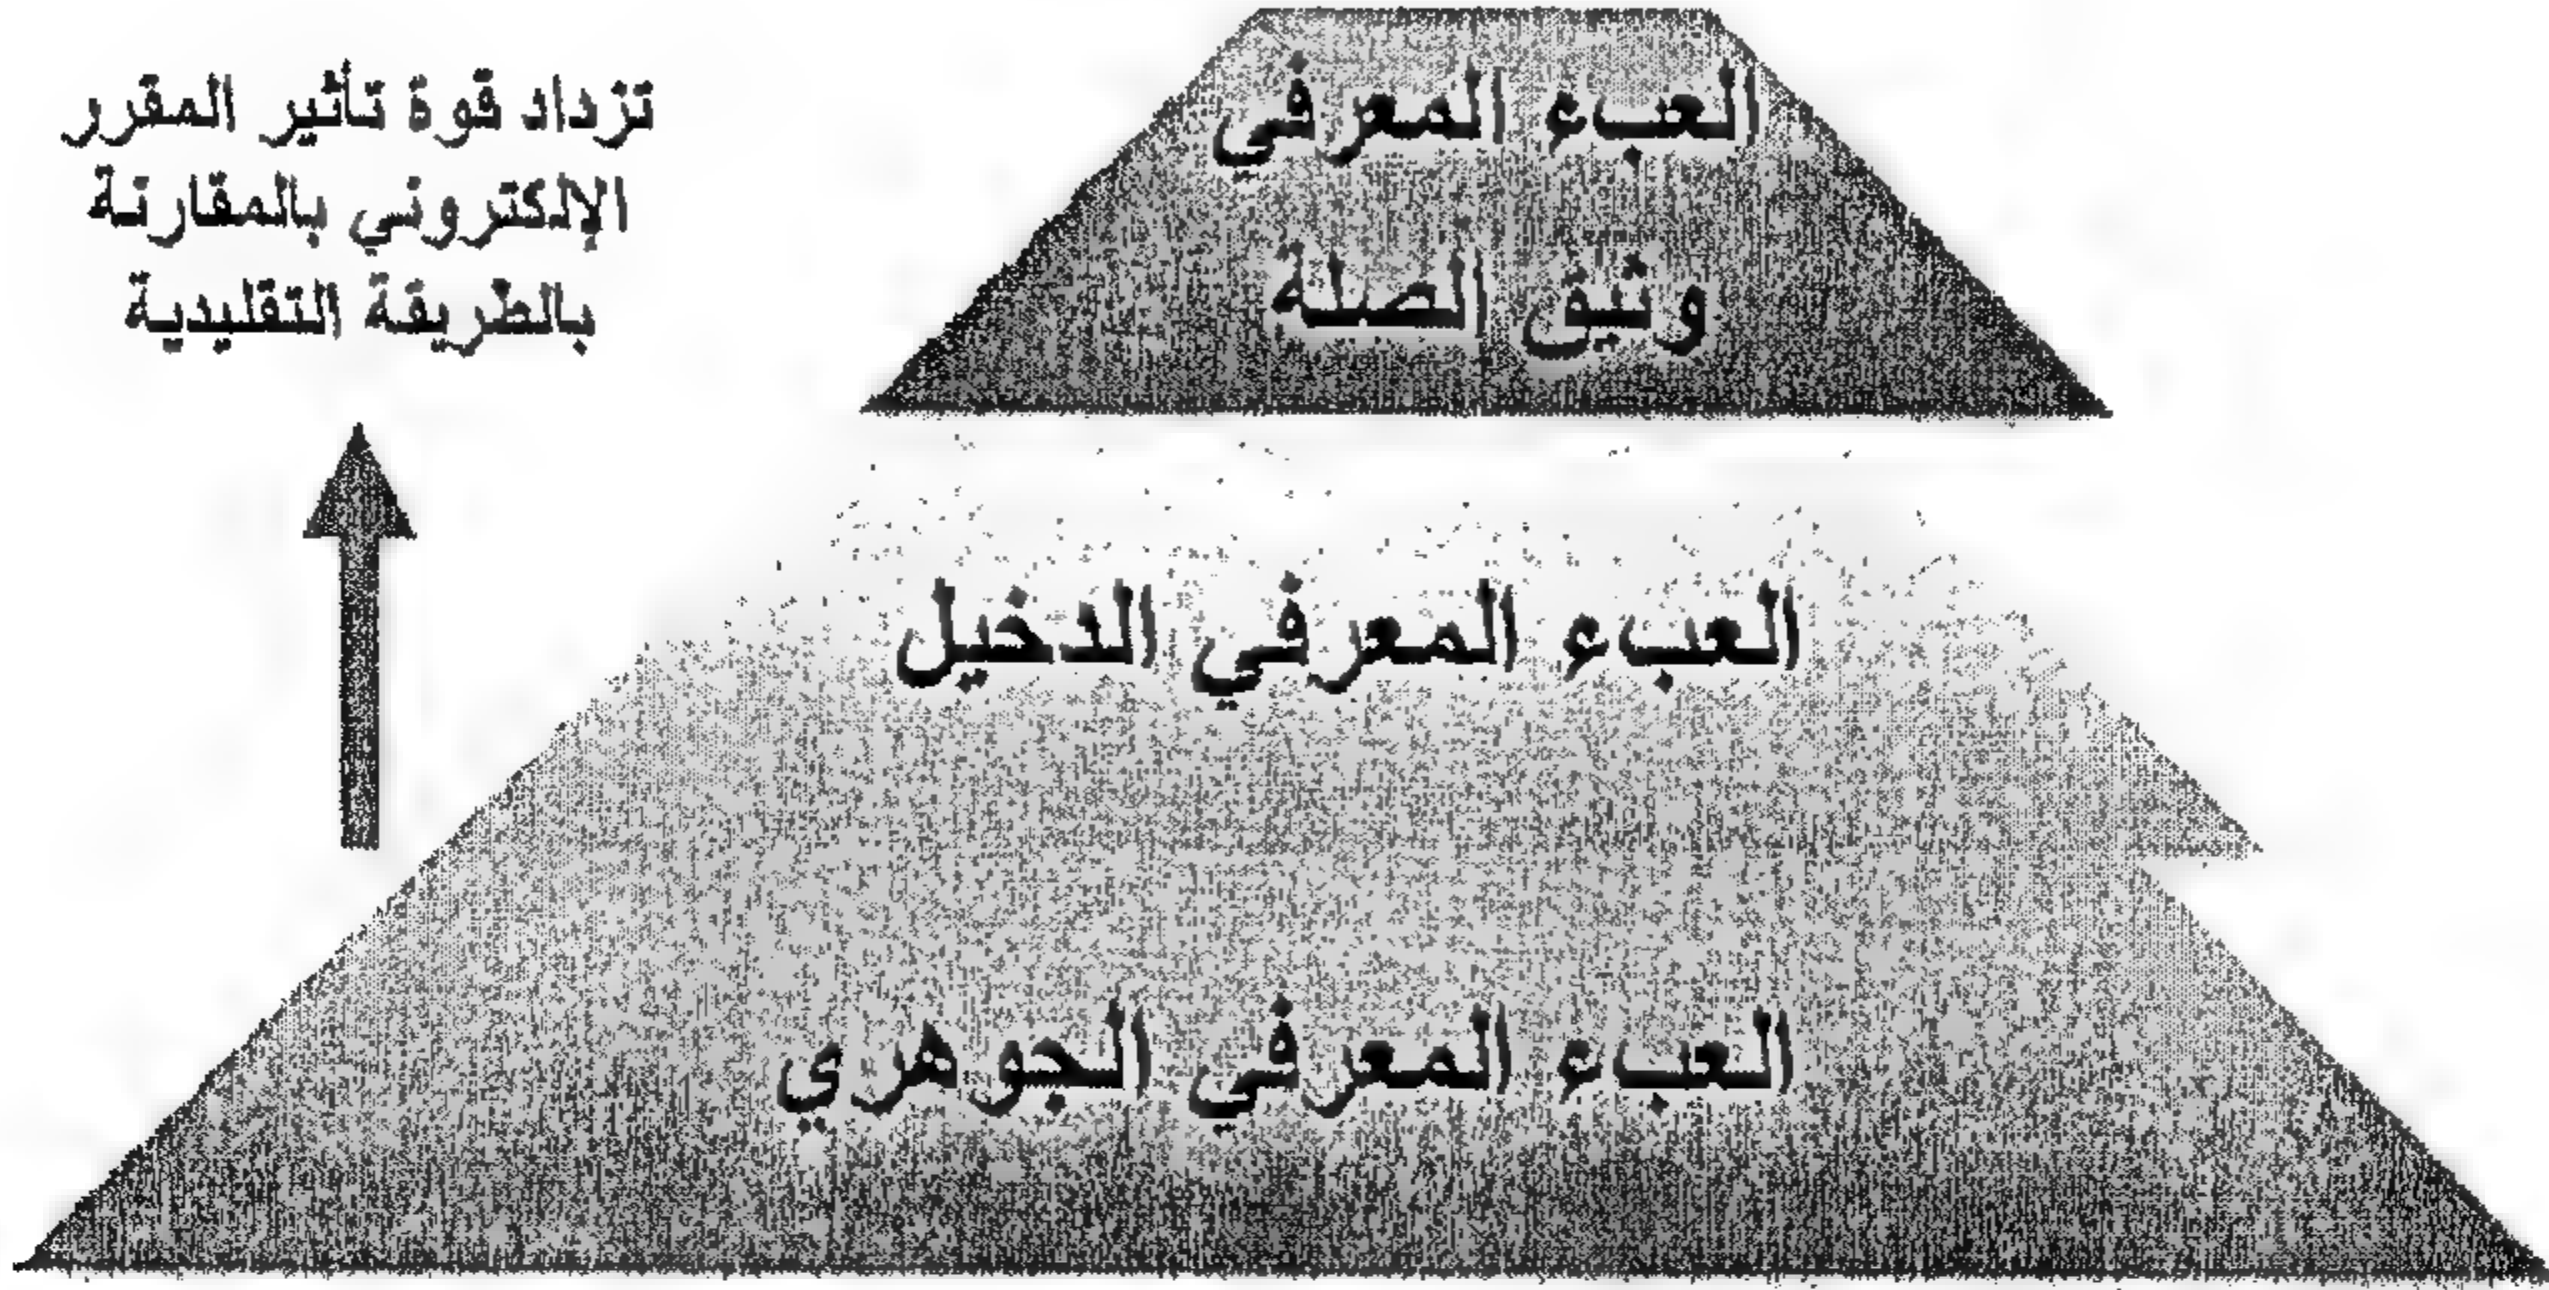 تزداد قوة تأثير المقرر
الإلكتروني بالمقارنة
بالطريقة التقليدية
العبء المعرفي
وثيق الصلة
العبء المعرفي الدخيل
العبء المعرفي الجوهري